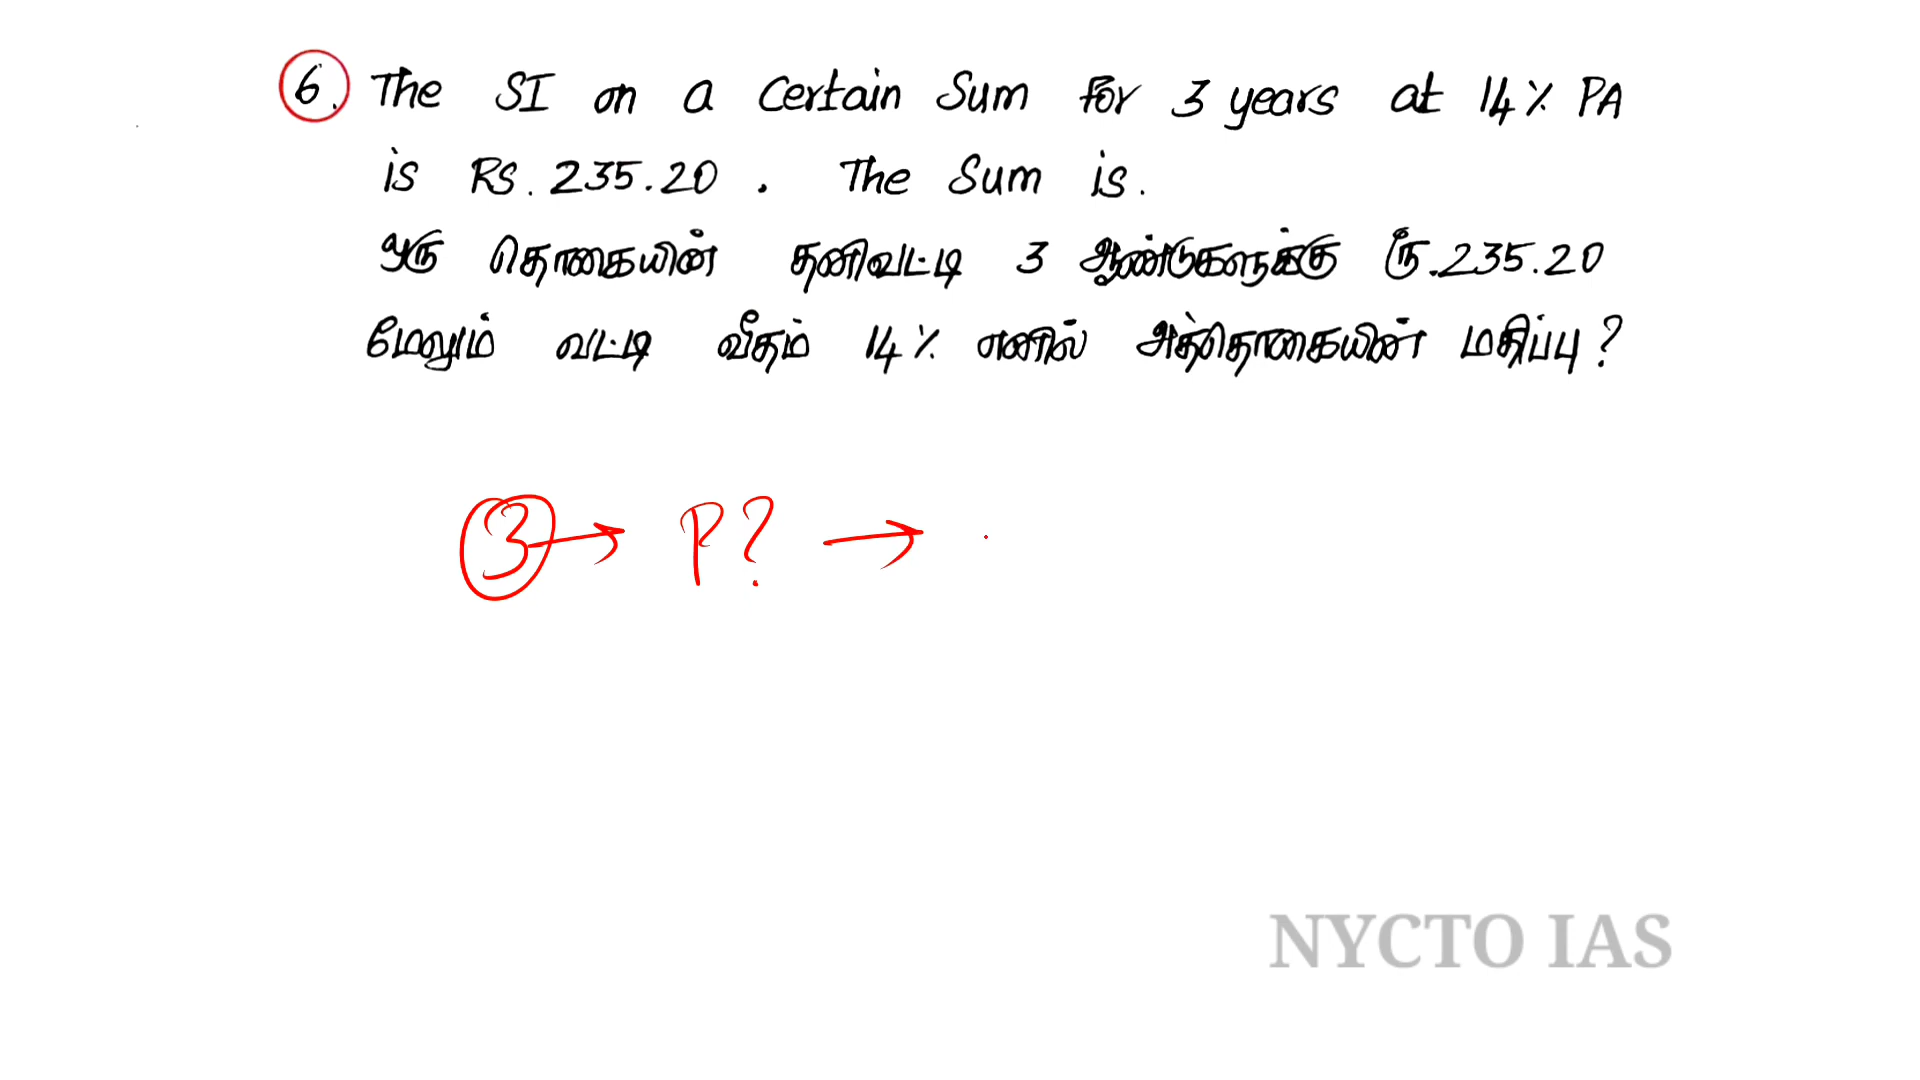 6. The SI on a Certain Sum for 3 years at 14% PA
is RS. 235.20 . The Sum is.
ஒரு தொகையின் தனிவட்டி 3 ஆண்டுகளுக்கு ரூ.235.20
மேலும் வட்டி வீதம் 14% எனில் அத்தொகையின் மதிப்பு?
3 → P? →
NYCTO IAS